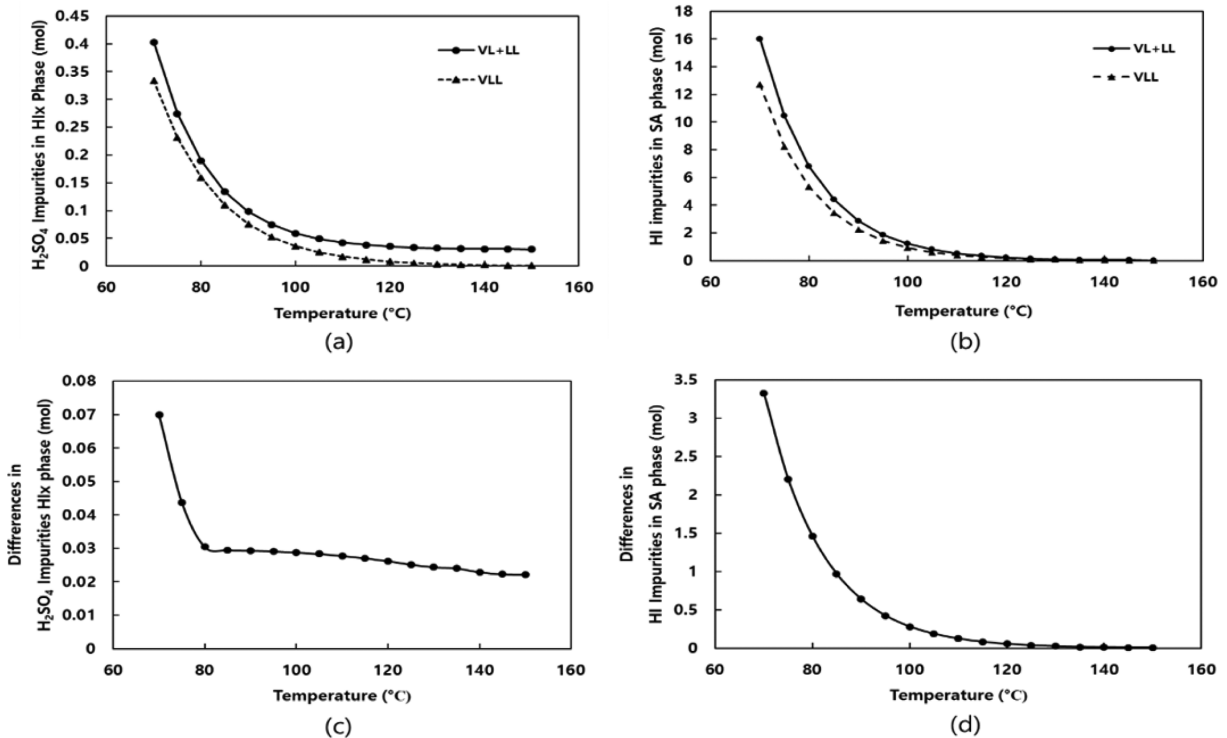 H₂SO₄ Impurities in HIx Phase (mol)
0.45
0.4
0.35
0.3
0.25
0.2
0.15
0.1
0.05
0
VL+LL
VLL
60 80 100 120 140 160
Temperature (°C)
(a)
HI impurities in SA phase (mol)
18
16
14
12
10
8
6
4
2
0
VL+LL
VLL
60 80 100 120 140 160
Temperature (°C)
(b)
Diffrerences in
H₂SO₄ Impurities HIx phase (mol)
0.08
0.07
0.06
0.05
0.04
0.03
0.02
0.01
0
60 80 100 120 140 160
Temperature (°C)
(c)
Differences in
HI Impurities in SA phase (mol)
3.5
3
2.5
2
1.5
1
0.5
0
60 80 100 120 140 160
Temperature (°C)
(d)